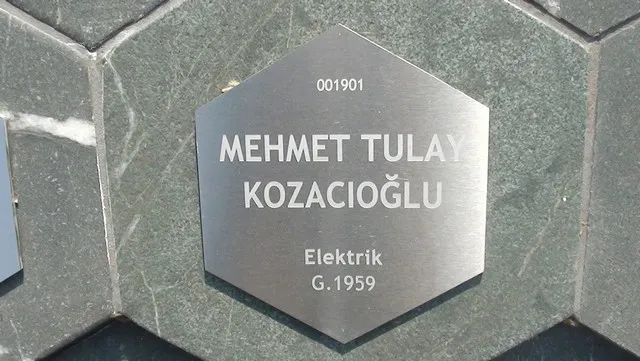 001901
MEHMET TULAY
KOZACIOĞLU
Elektrik
G.1959